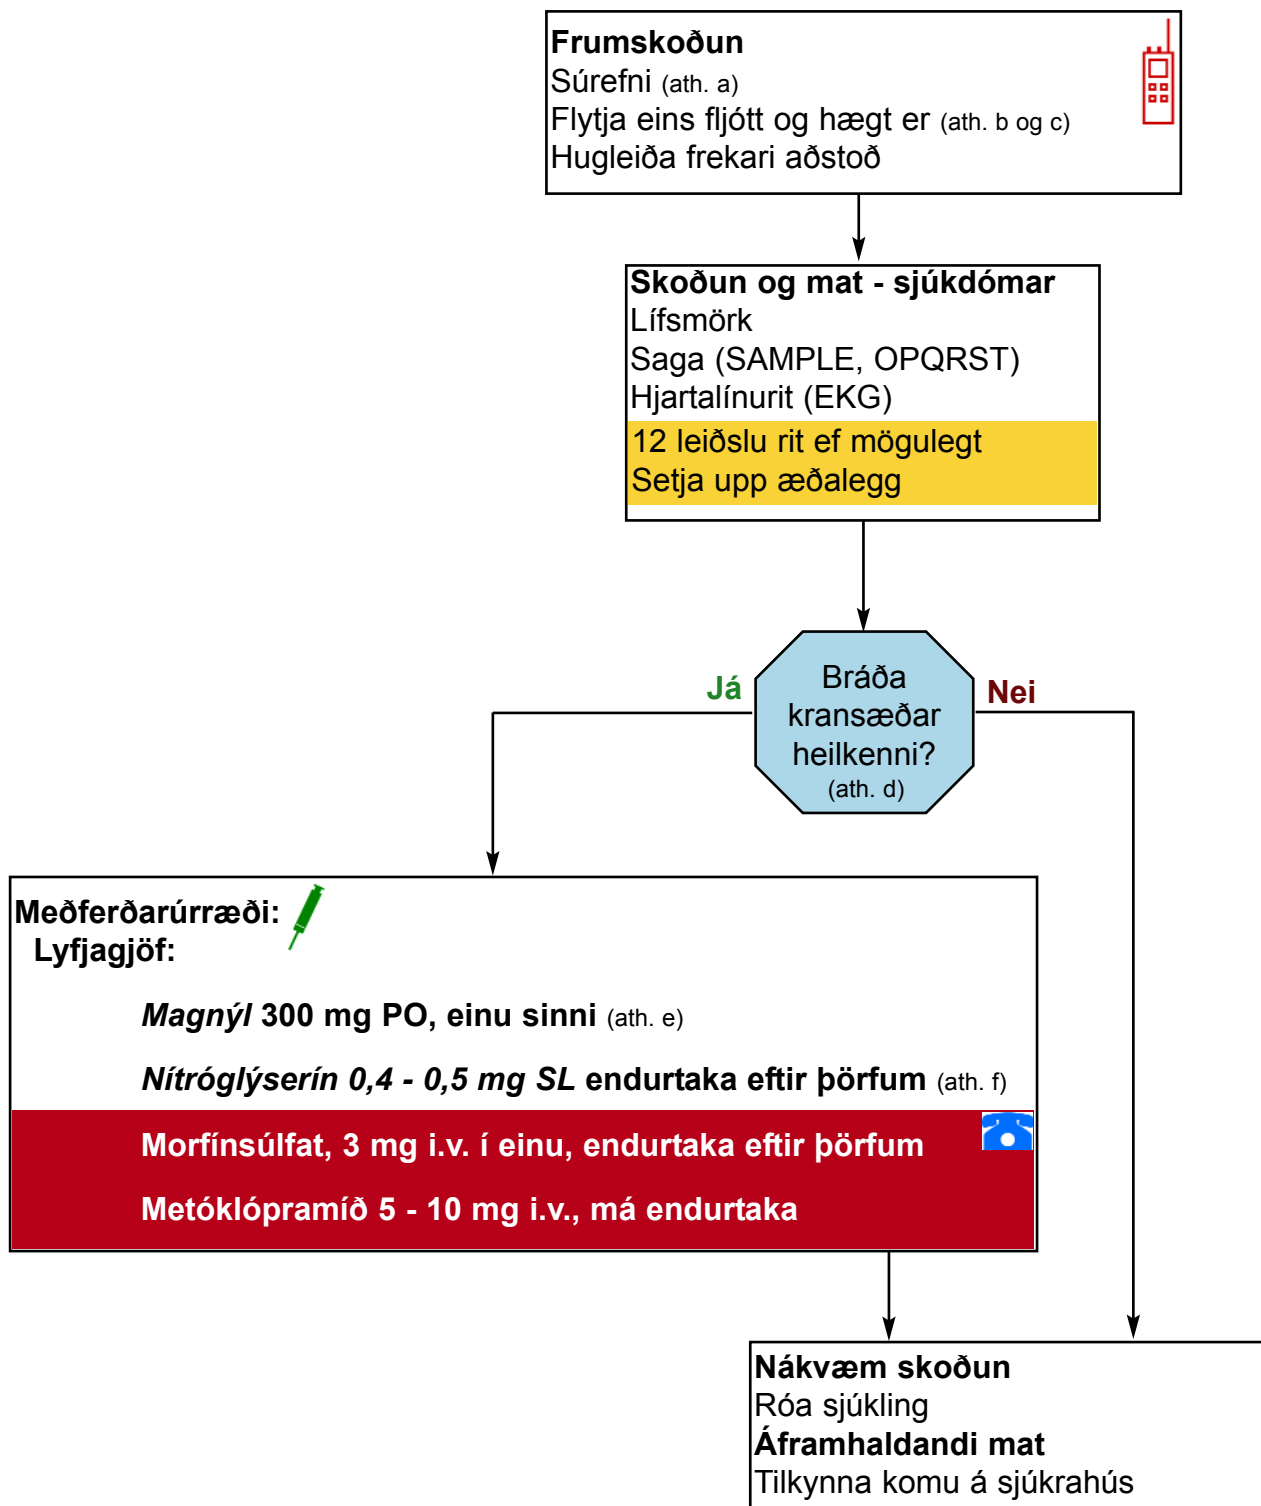 Frumskoðun
Súrefni (ath. a)
Flytja eins fljótt og hægt er (ath. b og c)
Hugleiða frekari aðstoð
Skoðun og mat - sjúkdómar
Lífsmörk
Saga (SAMPLE, OPQRST)
Hjartalínurit (EKG)
12 leiðslu rit ef mögulegt
Setja upp æðalegg
Bráða
kransæðar
heilkenni?
(ath. d)
Já
Nei
Meðferðarúrræði:
Lyfjagjöf:
Magnýl 300 mg PO, einu sinni (ath. e)
Nítróglýserín 0,4 - 0,5 mg SL endurtaka eftir þörfum (ath. f)
Morfínsúlfat, 3 mg i.v. í einu, endurtaka eftir þörfum
Metóklópramíð 5 - 10 mg i.v., má endurtaka
Nákvæm skoðun
Róa sjúkling
Áframhaldandi mat
Tilkynna komu á sjúkrahús